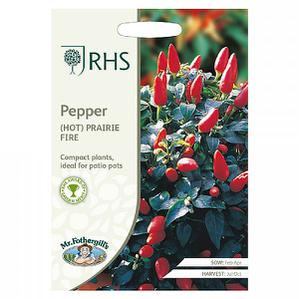 RHS
Pepper
(HOT) PRAIRIE
FIRE
Compact plants,
ideal for patio pots
Mr. Fothergill's
SOW: Feb-Apr
HARVEST: Jul-Oct